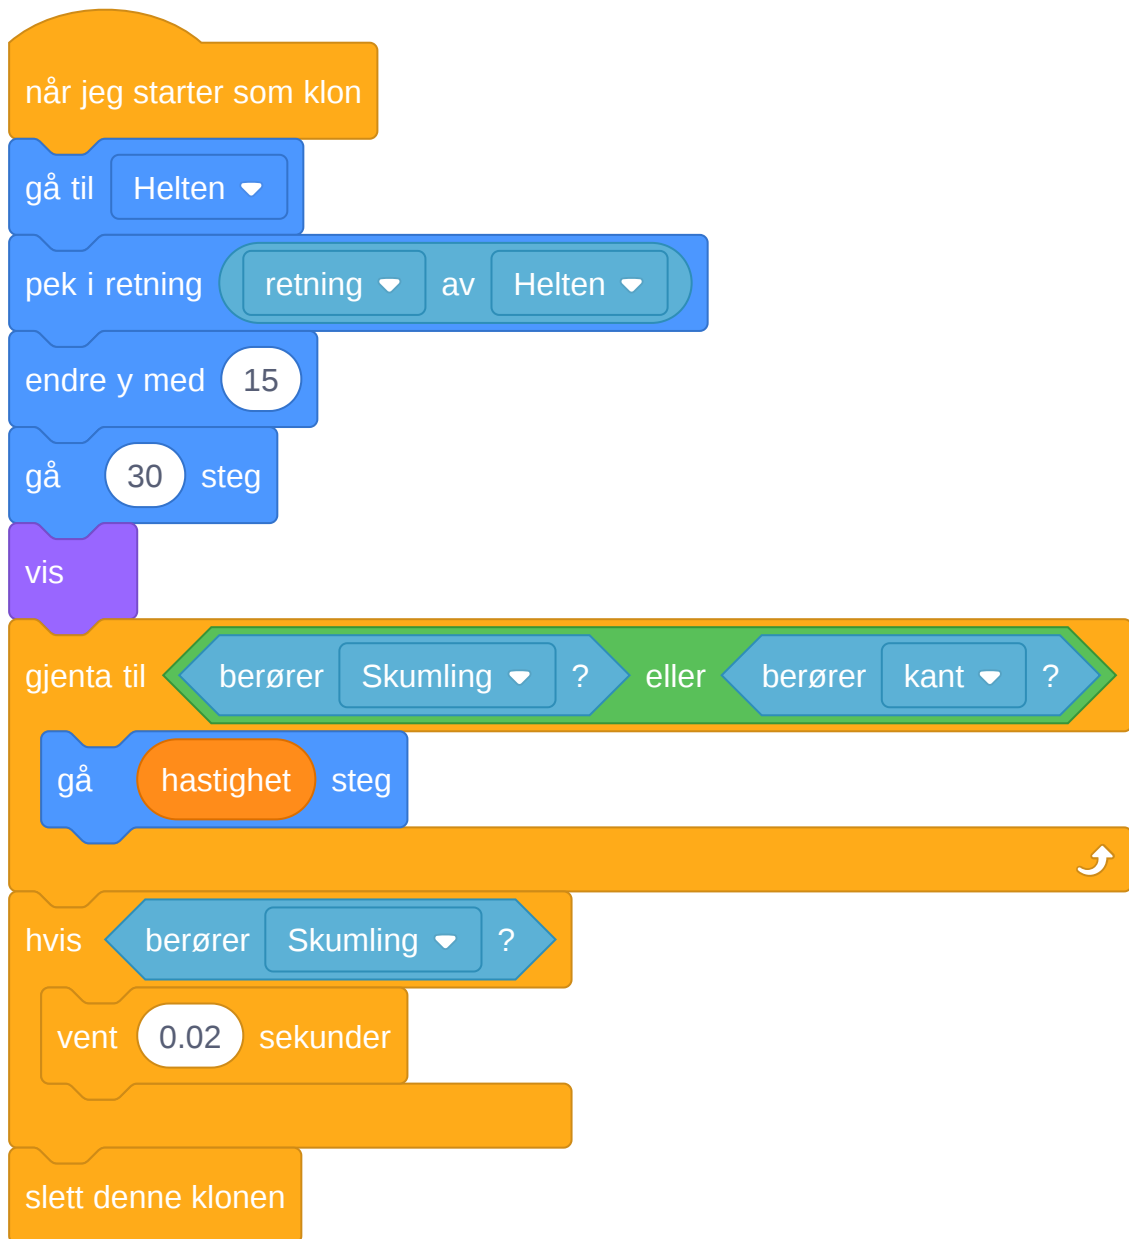 når jeg starter som klon
gå til Helten
pek i retning retning av Helten
endre y med 15
gå 30 steg
vis
gjenta til berører Skumling ? eller berører kant ?
gå hastighet steg
hvis berører Skumling ?
vent 0.02 sekunder
slett denne klonen